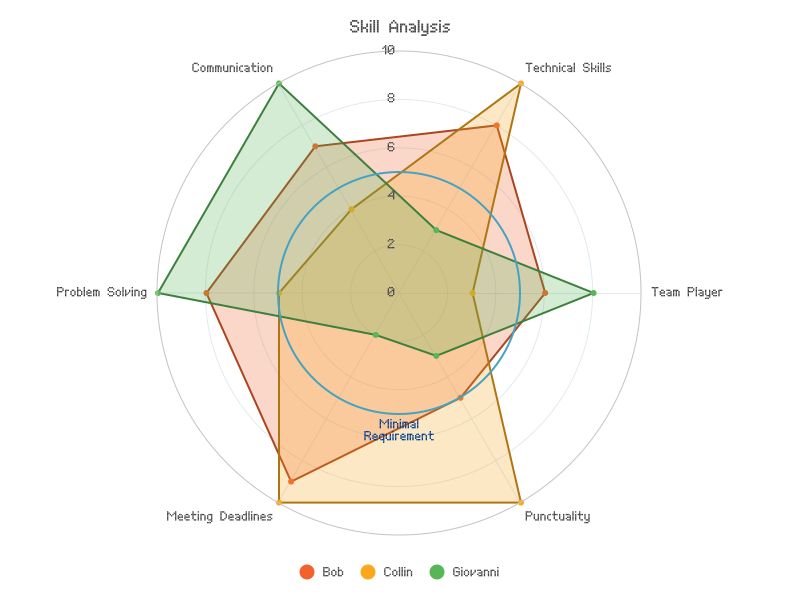 Skill Analysis
10
Communication
Technical Skills
8
6
4
2
Problem Solving
0
Team Player
Minimal
Requirement
Meeting Deadlines
Punctuality
Bob
Collin
Giovanni